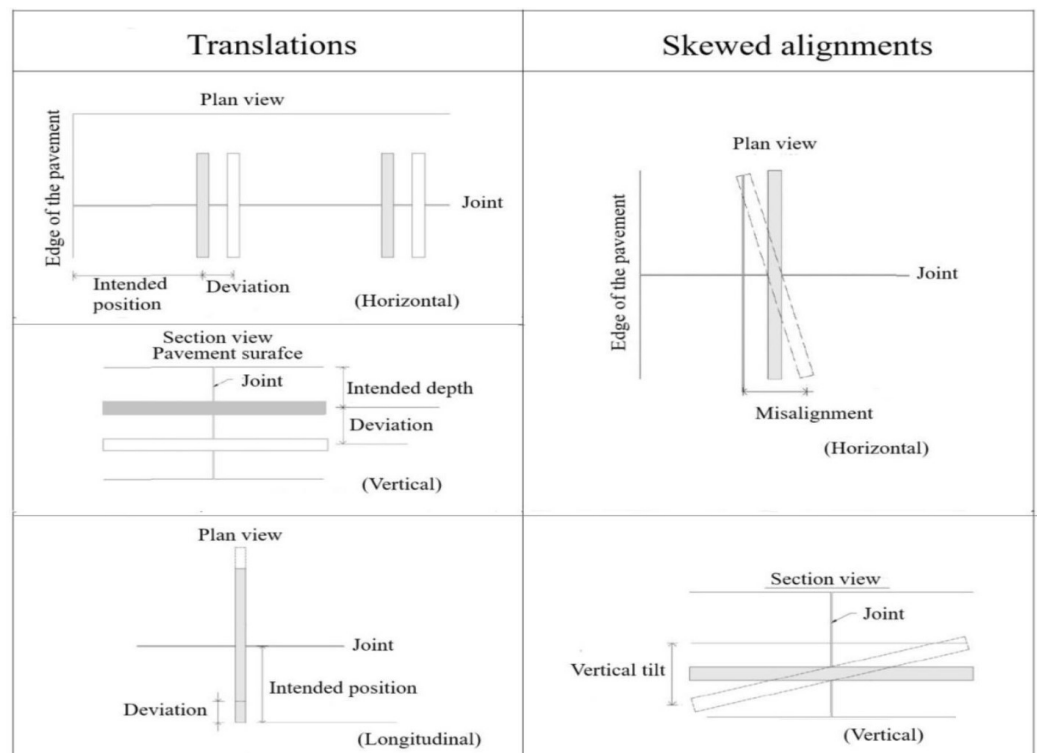 Translations
Skewed alignments
Plan view
Edge of the pavement
Joint
Intended
position
Deviation
(Horizontal)
Section view
Pavement surafce
Joint
Intended depth
Deviation
(Vertical)
Plan view
Joint
Intended position
Deviation
(Longitudinal)
Plan view
Edge of the pavement
Joint
Misalignment
(Horizontal)
Section view
Joint
Vertical tilt
(Vertical)